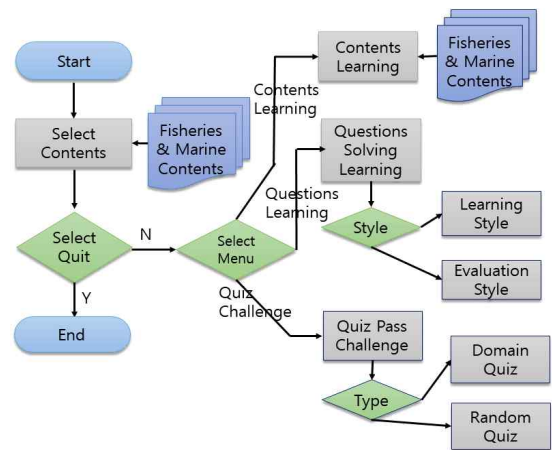 Start
Select
Contents
Fisheries
& Marine
Contents
Select
Quit
N
Y
End
Select
Menu
Contents
Learning
Contents
Learning
Fisheries
& Marine
Contents
Questions
Learning
Questions
Solving
Learning
Style
Learning
Style
Evaluation
Style
Quiz
Challenge
Quiz Pass
Challenge
Type
Domain
Quiz
Random
Quiz